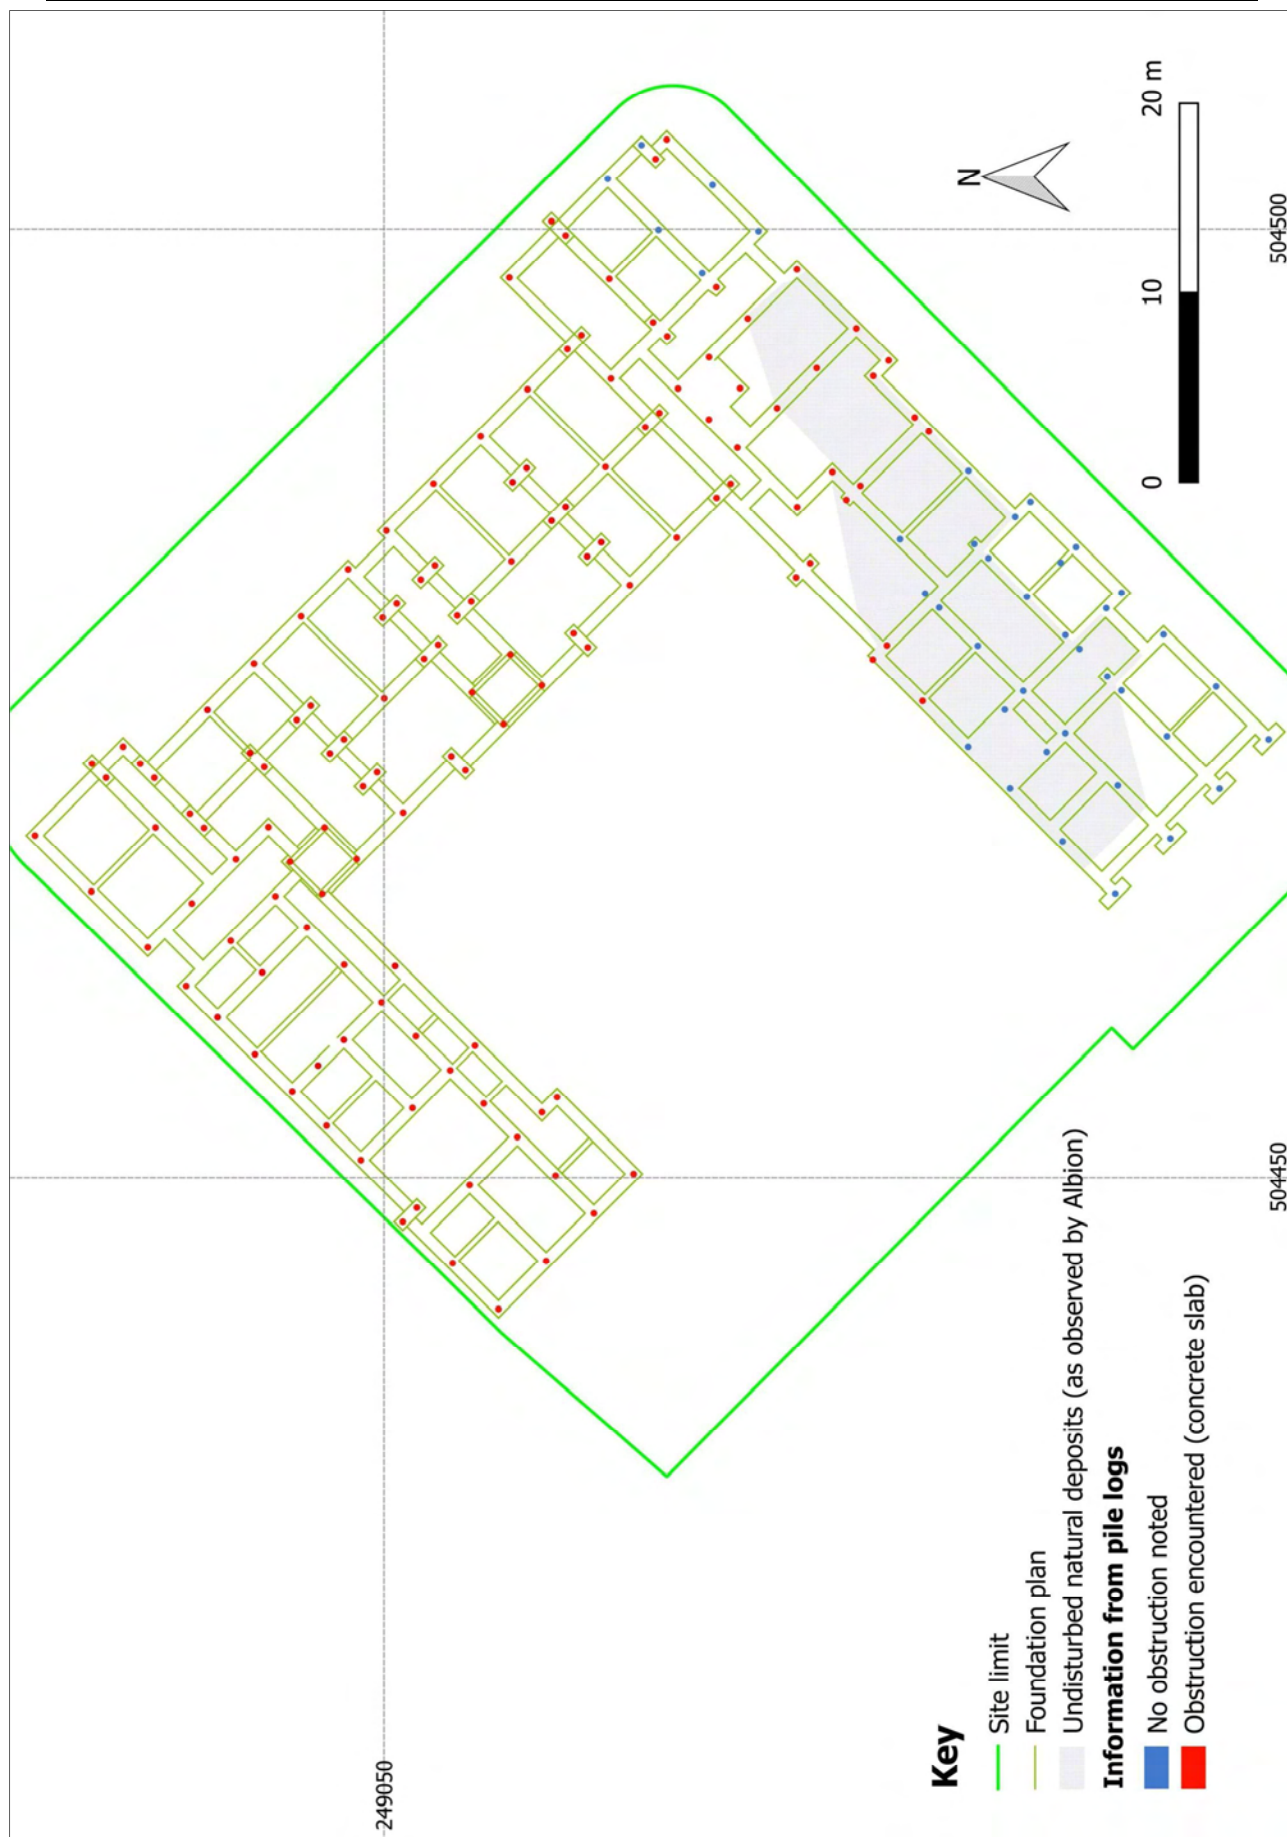 249050
504450
504500
N
0
10
20 m
Key
Site limit
Foundation plan
Undisturbed natural deposits (as observed by Albion)
Information from pile logs
No obstruction noted
Obstruction encountered (concrete slab)